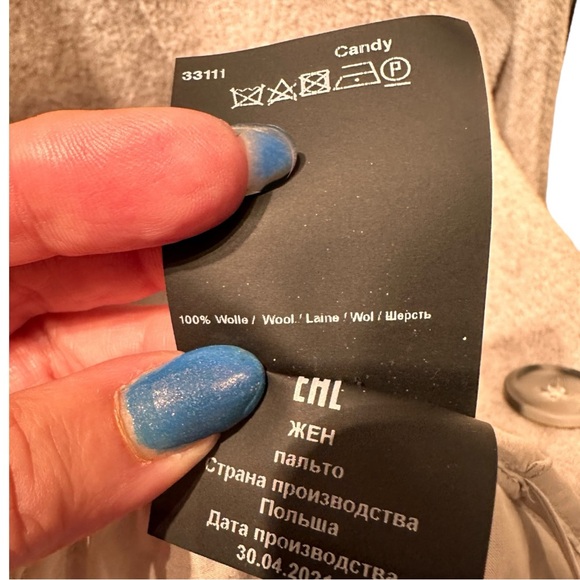 Candy
33111
P
100% Wolle / Wool / Laine / Wol / Шерсть
EAC
ЖЕН
пальто
Страна производства
Польша
Дата производства